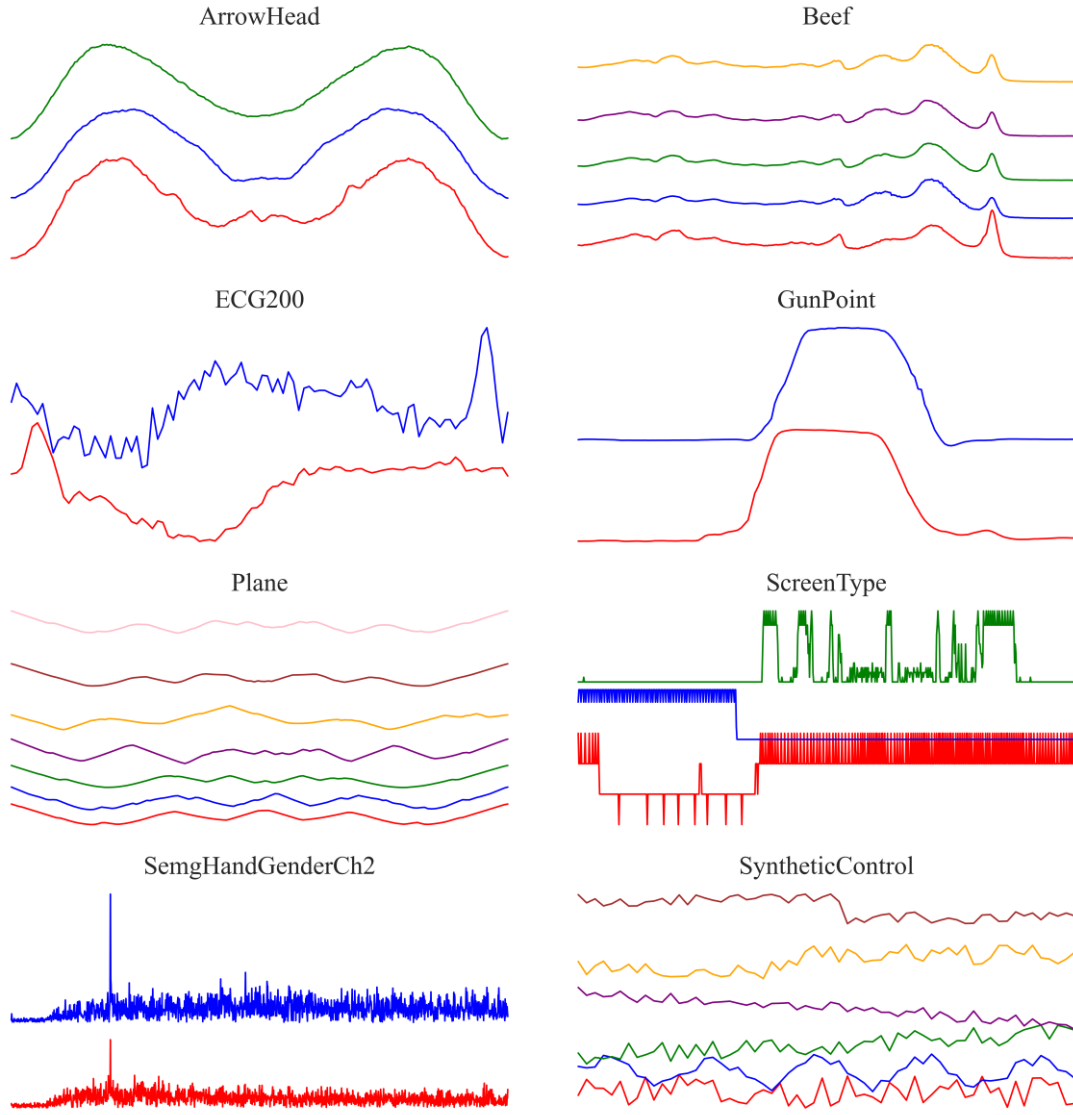 ArrowHead
Beef
ECG200
GunPoint
Plane
ScreenType
SemgHandGenderCh2
SyntheticControl